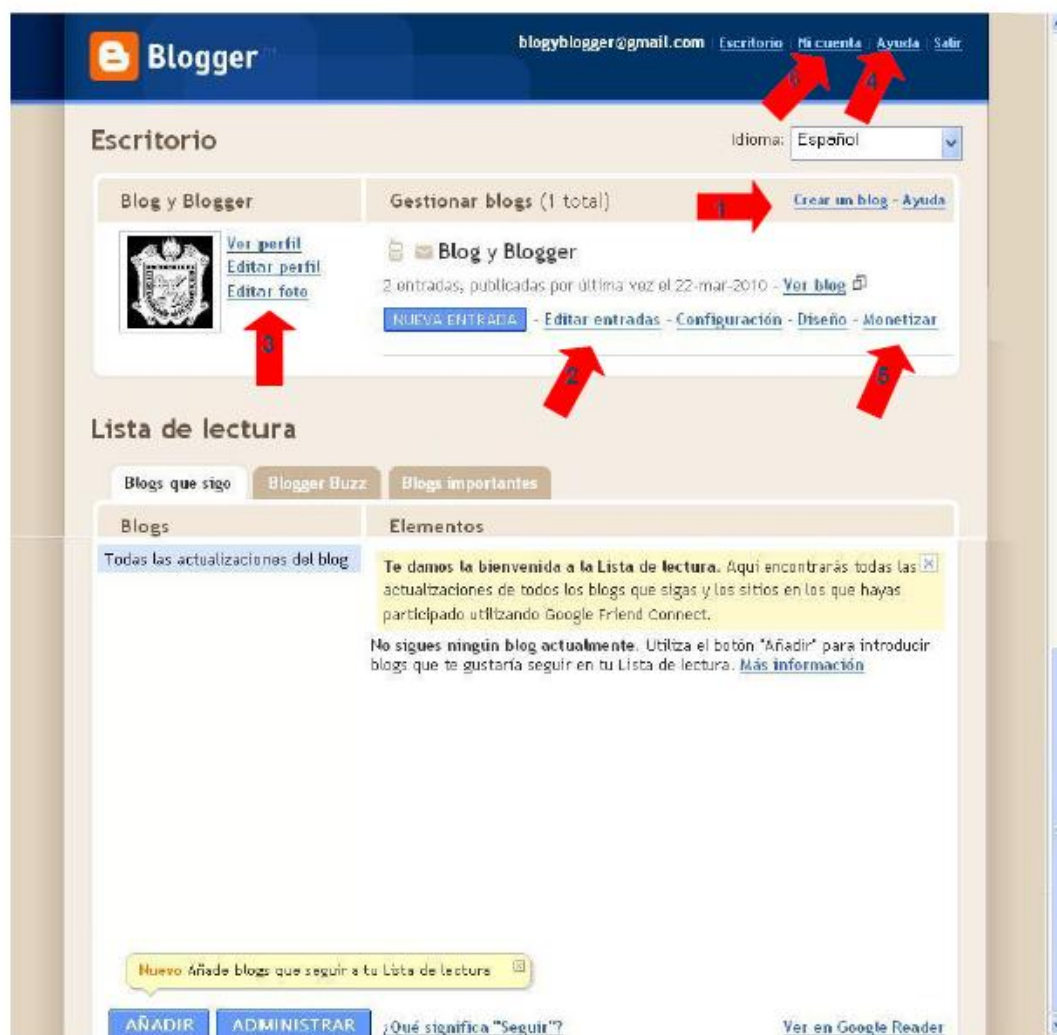 Blogger™ blogyblogger@gmail.com | Escritorio | Mi cuenta | Ayuda | Salir
6 4
Escritorio
Idioma: Español
Blog y Blogger
Gestionar blogs (1 total)
1
Crear un blog - Ayuda
Ver perfil
Editar perfil
Editar foto
3
Blog y Blogger
2 entradas, publicadas por última vez el 22-mar-2010 - Ver blog
NUEVA ENTRADA - Editar entradas - Configuración - Diseño - Monetizar
2 5
Lista de lectura
Blogs que sigo Blogger Buzz Blogs importantes
Blogs Elementos
Todas las actualizaciones del blog
Te damos la bienvenida a la Lista de lectura. Aquí encontrarás todas las
actualizaciones de todos los blogs que sigas y los sitios en los que hayas
participado utilizando Google Friend Connect.
No sigues ningún blog actualmente. Utiliza el botón "Añadir" para introducir
blogs que te gustaría seguir en tu Lista de lectura. Más información
Nuevo Añade blogs que seguir a tu Lista de lectura
AÑADIR ADMINISTRAR ¿Qué significa "Seguir"? Ver en Google Reader